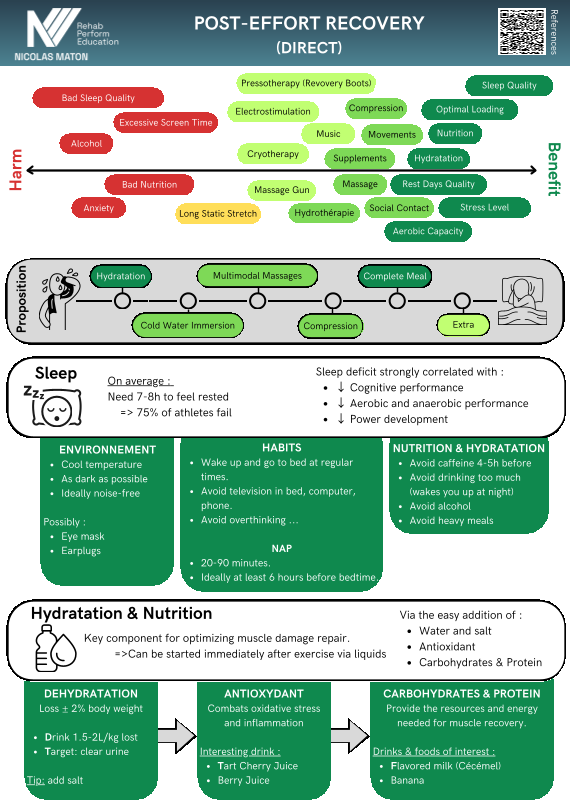 Rehab
Perform
Education
NICOLAS MATON
POST-EFFORT RECOVERY
(DIRECT)
References
Pressotherapy (Revovery Boots)
Sleep Quality
Bad Sleep Quality
Electrostimulation
Compression
Optimal Loading
Excessive Screen Time
Music
Movements
Nutrition
Alcohol
Cryotherapy
Supplements
Hydratation
Harm
Benefit
Bad Nutrition
Massage Gun
Massage
Rest Days Quality
Anxiety
Long Static Stretch
Hydrothérapie
Social Contact
Stress Level
Aerobic Capacity
Proposition
Hydratation
Multimodal Massages
Complete Meal
Cold Water Immersion
Compression
Extra
Sleep
zzzz
On average :
Need 7-8h to feel rested
=> 75% of athletes fail
Sleep deficit strongly correlated with :
• ↓ Cognitive performance
• ↓ Aerobic and anaerobic performance
• ↓ Power development
ENVIRONNEMENT
• Cool temperature
• As dark as possible
• Ideally noise-free
Possibly :
• Eye mask
• Earplugs
HABITS
• Wake up and go to bed at regular
times.
• Avoid television in bed, computer,
phone.
• Avoid overthinking ...
NAP
• 20-90 minutes.
• Ideally at least 6 hours before bedtime.
NUTRITION & HYDRATATION
• Avoid caffeine 4-5h before
• Avoid drinking too much
(wakes you up at night)
• Avoid alcohol
• Avoid heavy meals
Hydratation & Nutrition
Key component for optimizing muscle damage repair.
=>Can be started immediately after exercise via liquids
Via the easy addition of :
• Water and salt
• Antioxidant
• Carbohydrates & Protein
DEHYDRATATION
Loss ± 2% body weight
• Drink 1.5-2L/kg lost
• Target: clear urine
Tip: add salt
ANTIOXYDANT
Combats oxidative stress
and inflammation
Interesting drink :
• Tart Cherry Juice
• Berry Juice
CARBOHYDRATES & PROTEIN
Provide the resources and energy
needed for muscle recovery.
Drinks & foods of interest :
• Flavored milk (Cécémel)
• Banana